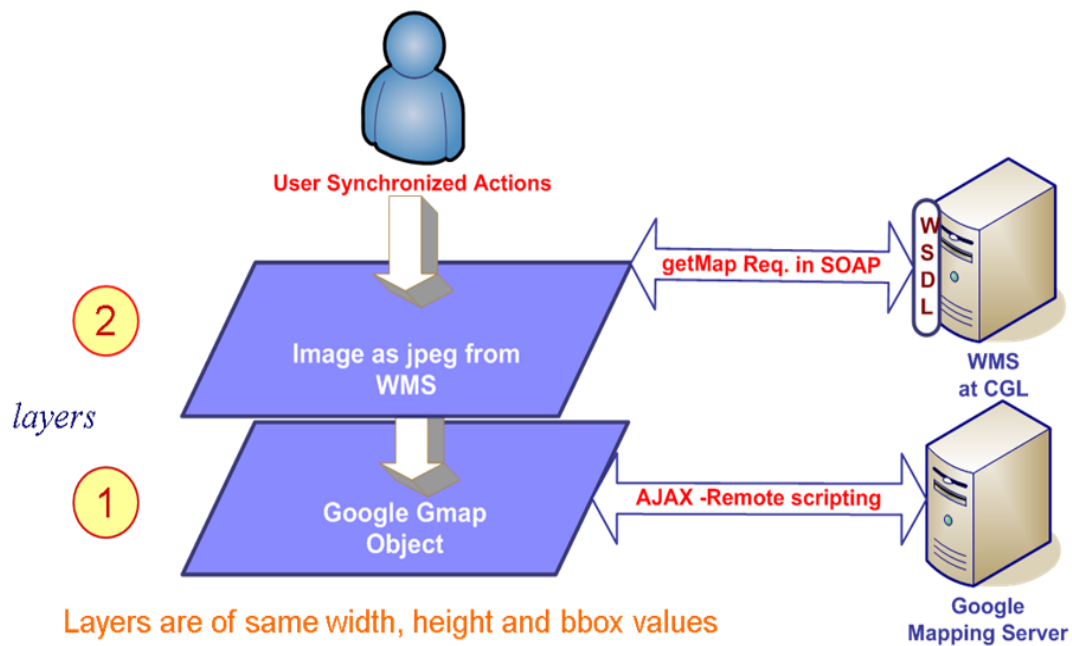 User Synchronized Actions
getMap Req. in SOAP
W
S
D
L
2
Image as jpeg from
WMS
WMS
at CGL
layers
1
Google Gmap
Object
AJAX -Remote scripting
Google
Mapping Server
Layers are of same width, height and bbox values